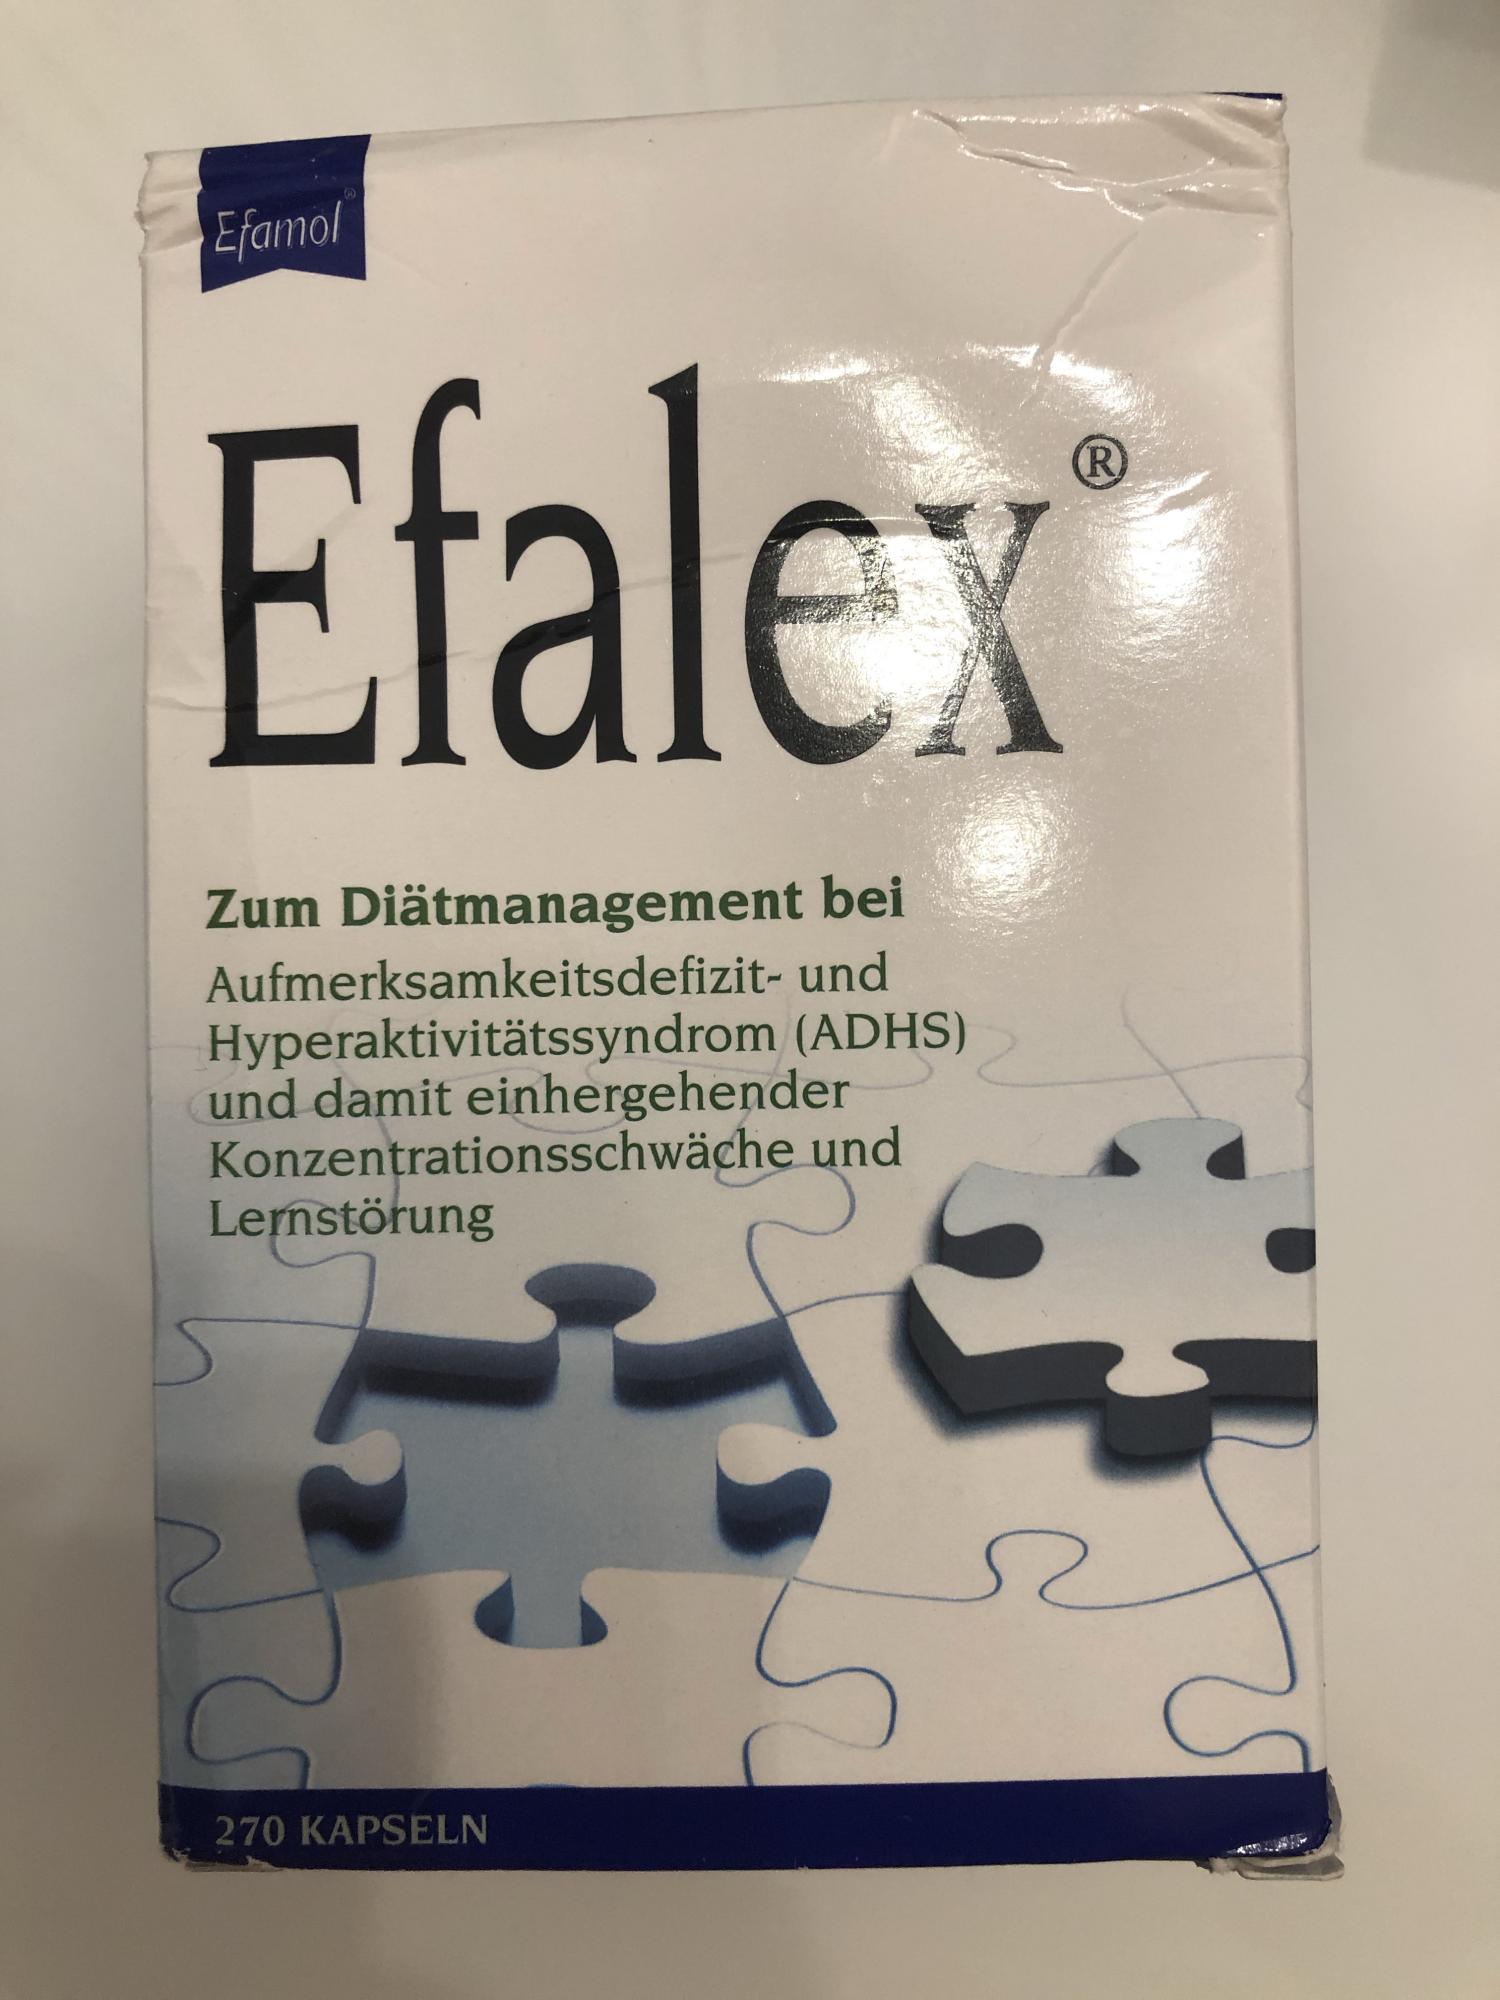 Efamol®
Efalex®
Zum Diätmanagement bei
Aufmerksamkeitsdefizit- und
Hyperaktivitätssyndrom (ADHS)
und damit einhergehender
Konzentrationsschwäche und
Lernstörung
270 KAPSELN